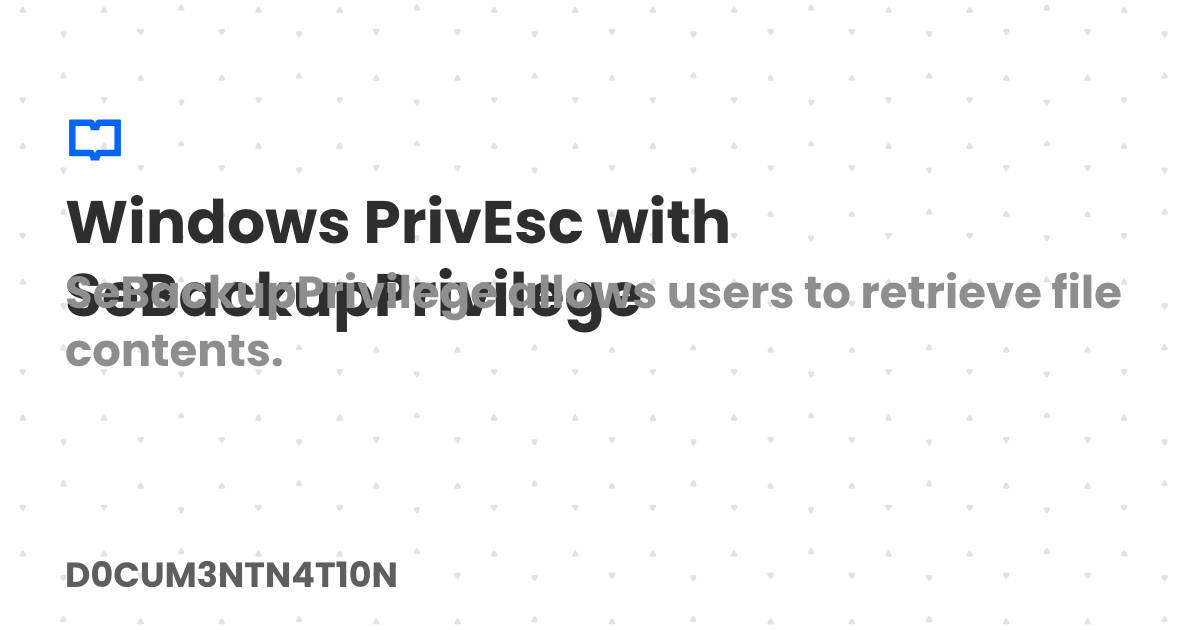 Windows PrivEsc with
SeBackupPrivilege
SeBackupPrivilege allows users to retrieve file
contents.
D0CUM3NTN4T10N